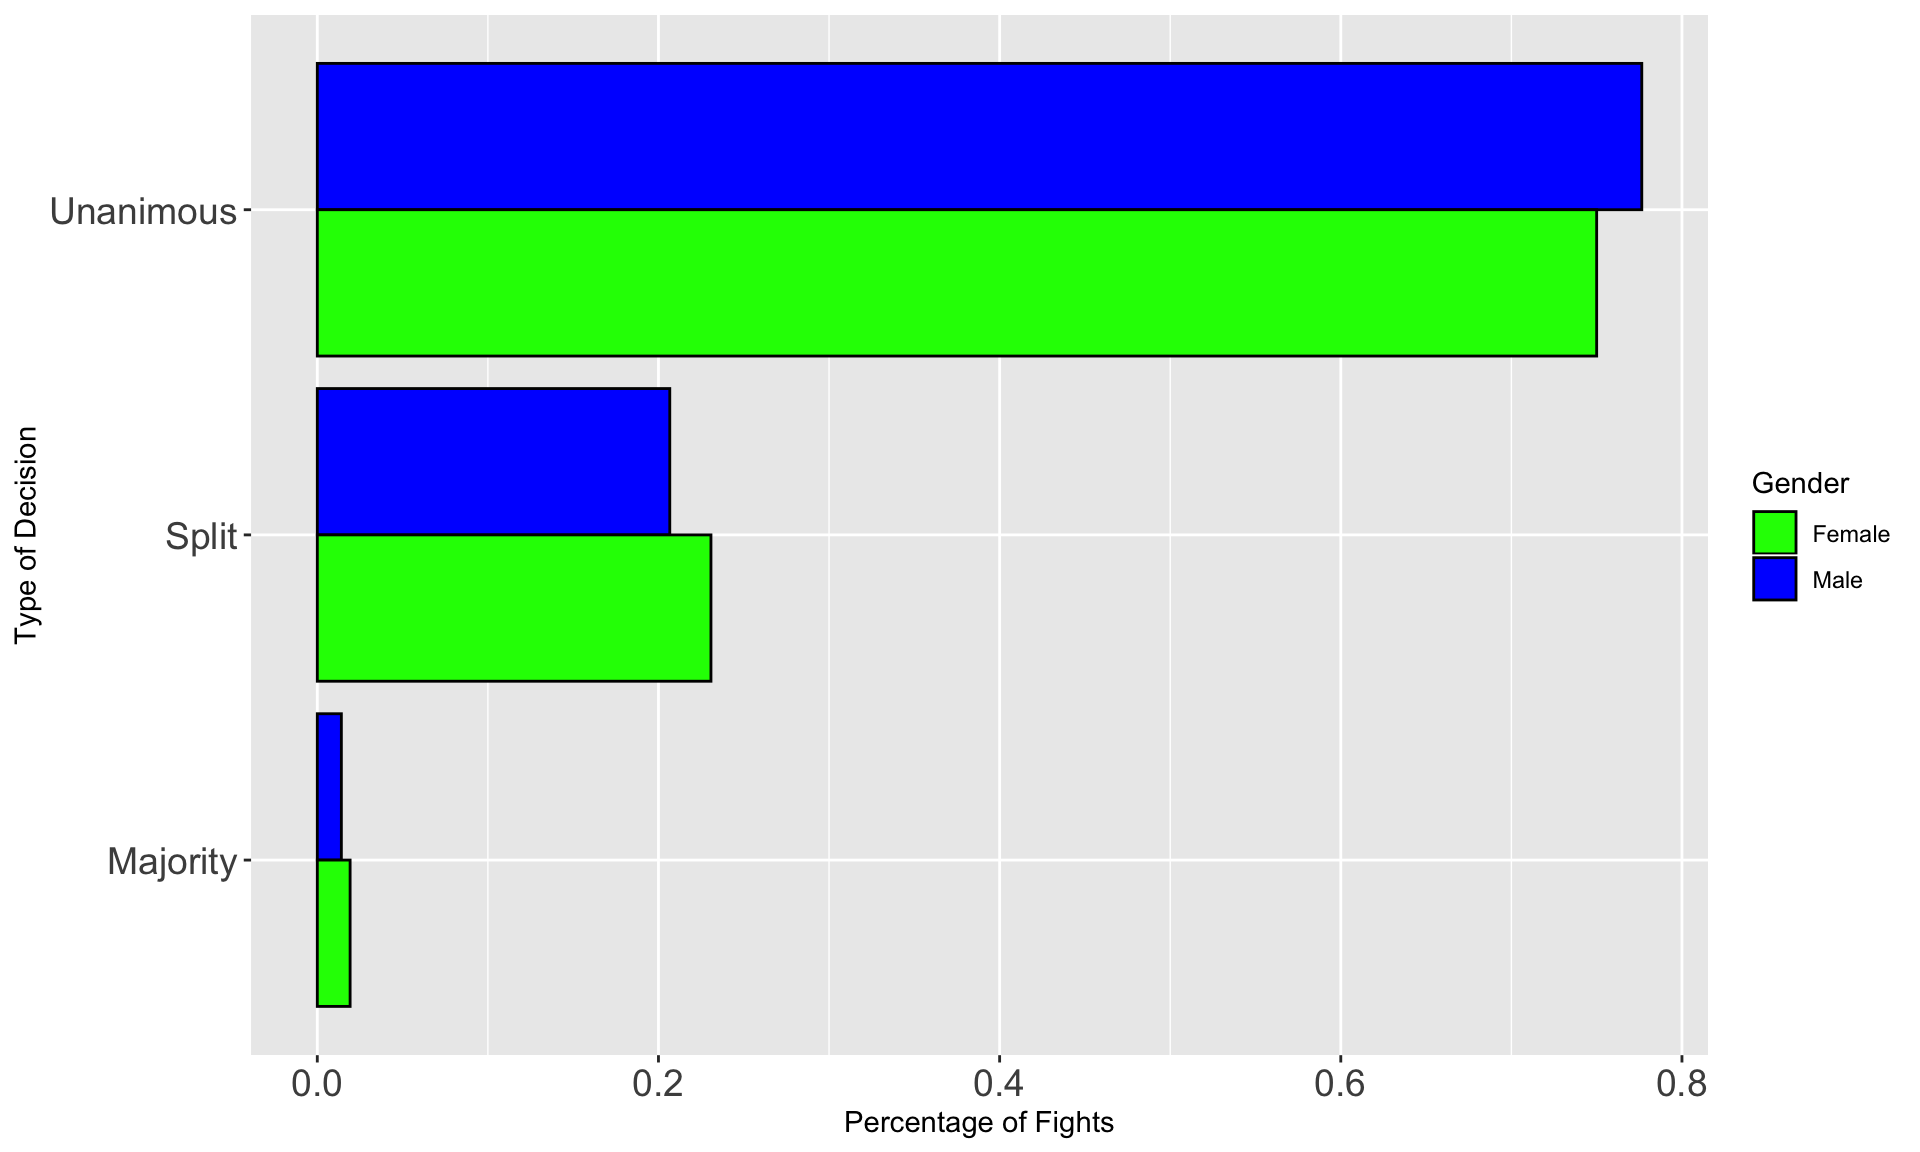 Type of Decision
Unanimous
Split
Majority
0.0
0.2
0.4
0.6
0.8
Percentage of Fights
Gender
Female
Male